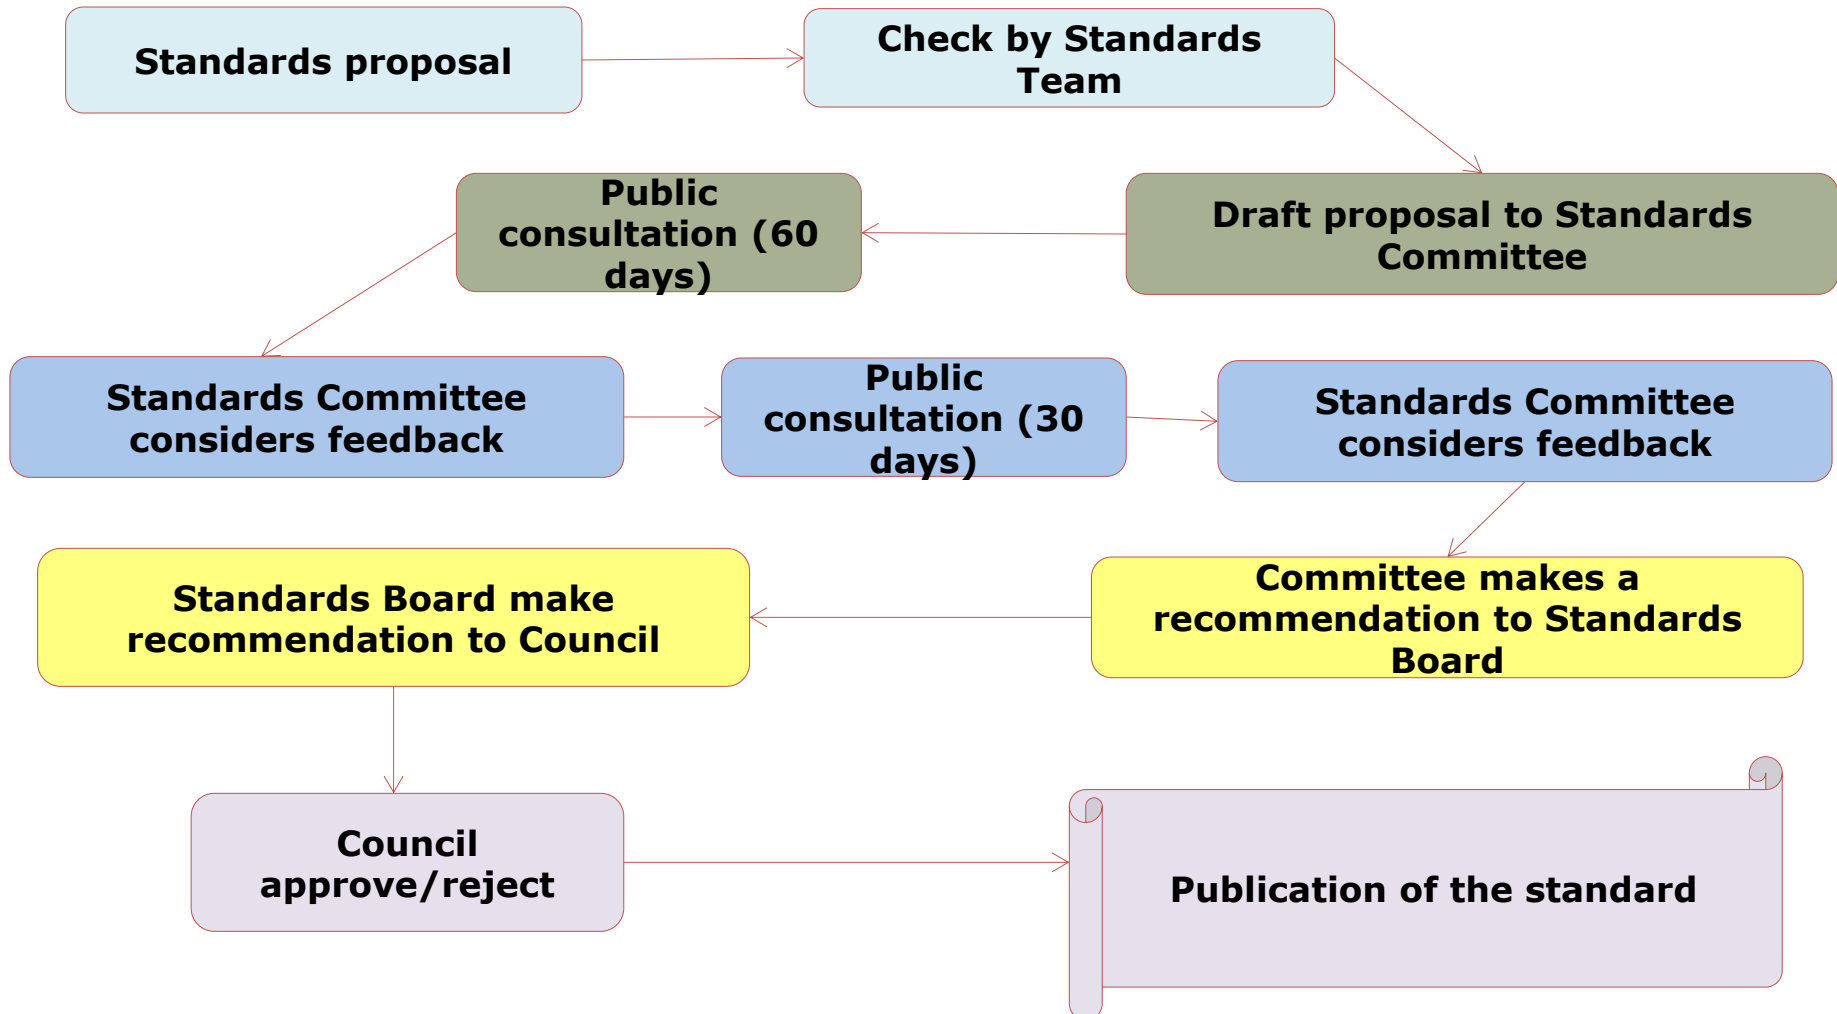 Standards proposal
Check by Standards
Team
Draft proposal to Standards
Committee
Public
consultation (60
days)
Standards Committee
considers feedback
Public
consultation (30
days)
Standards Committee
considers feedback
Committee makes a
recommendation to Standards
Board
Standards Board make
recommendation to Council
Council
approve/reject
Publication of the standard